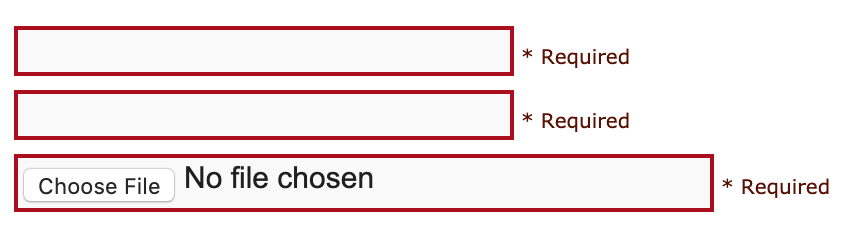 * Required
* Required
Choose File No file chosen * Required